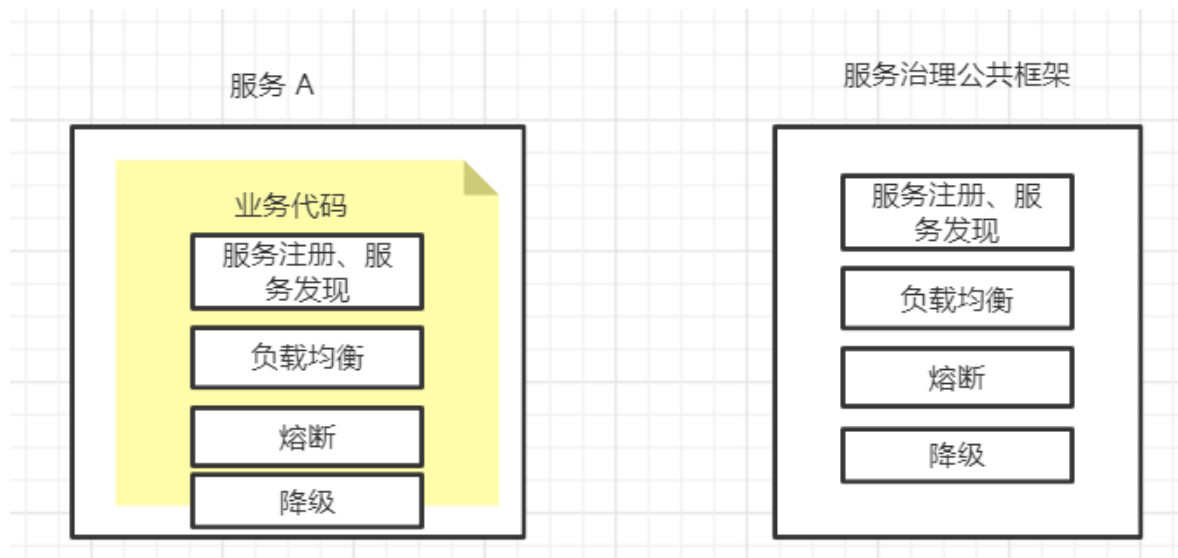 服务 A
业务代码
服务注册、服
务发现
负载均衡
熔断
降级
服务治理公共框架
服务注册、服
务发现
负载均衡
熔断
降级